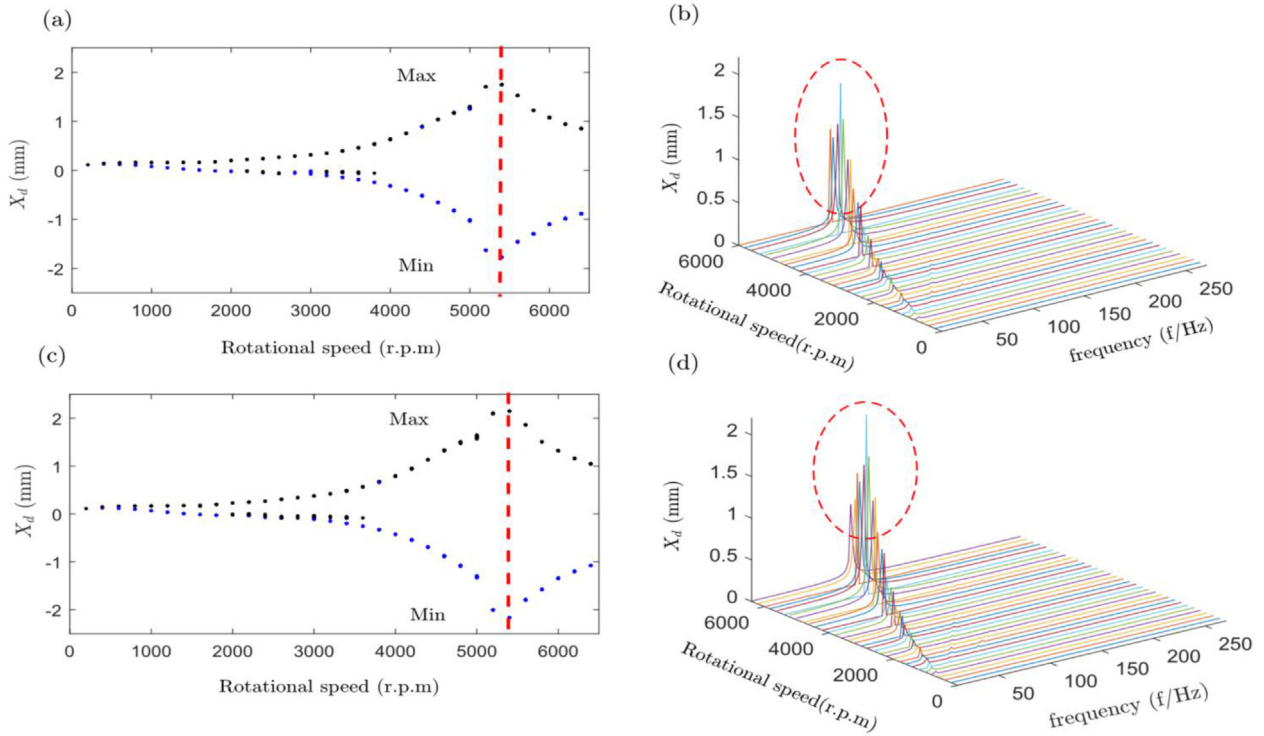 (a)
2
1
0
-1
-2
X_d (mm)
Max
Min
0 1000 2000 3000 4000 5000 6000
Rotational speed (r.p.m)
(b)
2
1.5
1
0.5
0
X_d (mm)
6000
4000
2000
0
Rotational speed(r.p.m)
50 100 150 200 250
frequency (f/Hz)
(c)
2
1
0
-1
-2
X_d (mm)
Max
Min
0 1000 2000 3000 4000 5000 6000
Rotational speed (r.p.m)
(d)
2
1.5
1
0.5
0
X_d (mm)
6000
4000
2000
0
Rotational speed(r.p.m)
50 100 150 200 250
frequency (f/Hz)